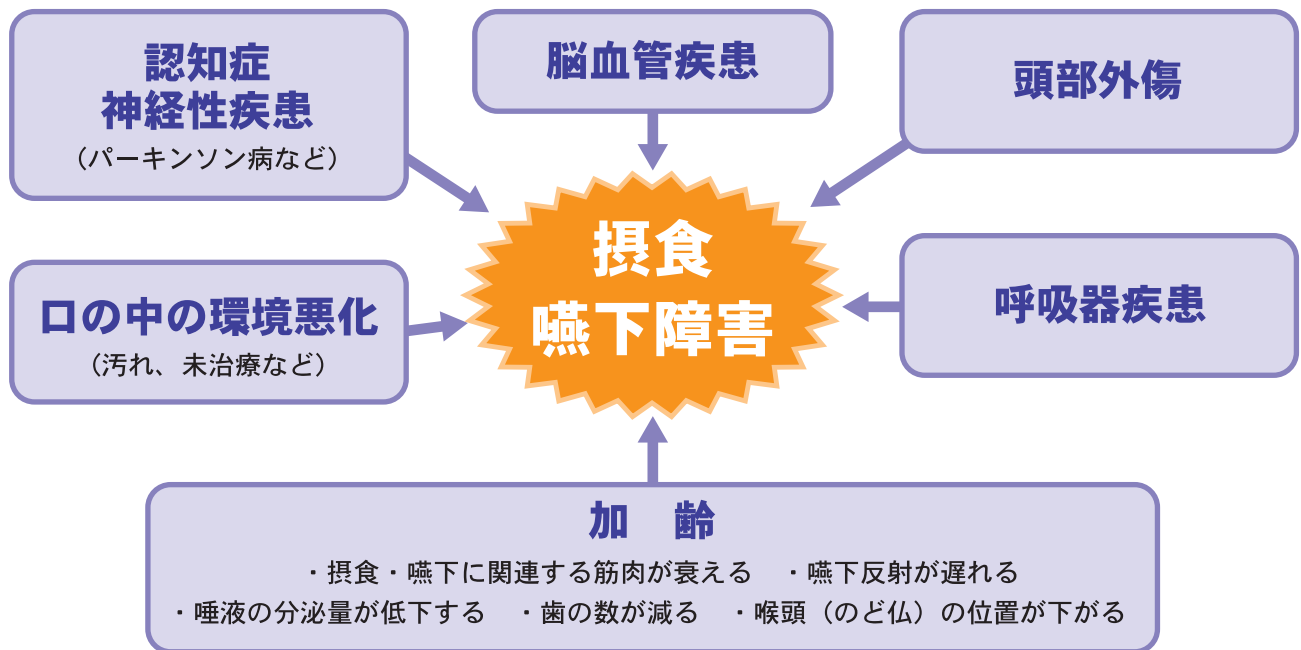 認知症
神経性疾患
（パーキンソン病など）
脳血管疾患
頭部外傷
口の中の環境悪化
（汚れ、未治療など）
摂食
嚥下障害
呼吸器疾患
加　齢
・摂食・嚥下に関連する筋肉が衰える　・嚥下反射が遅れる
・唾液の分泌量が低下する　・歯の数が減る　・喉頭（のど仏）の位置が下がる